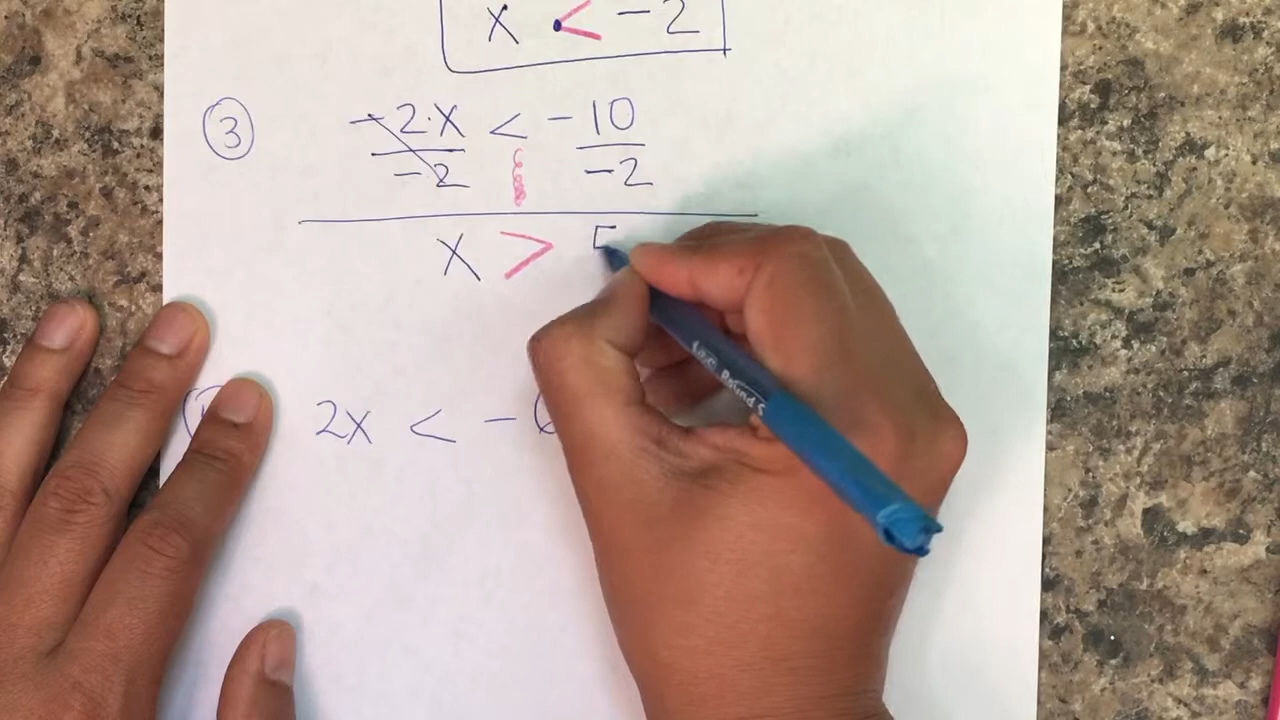 x < -2
③ -2·x < -10
-2 -2
x > 5
2x < -